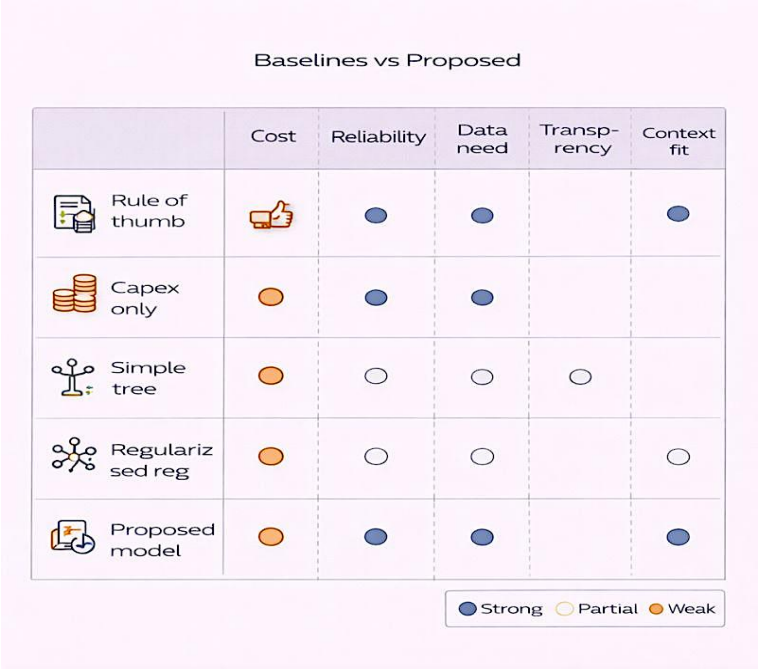 Baselines vs Proposed
Cost
Reliability
Data
need
Transp-
rency
Context
fit
Rule of
thumb
Capex
only
Simple
tree
Regulariz
sed reg
Proposed
model
Strong
Partial
Weak